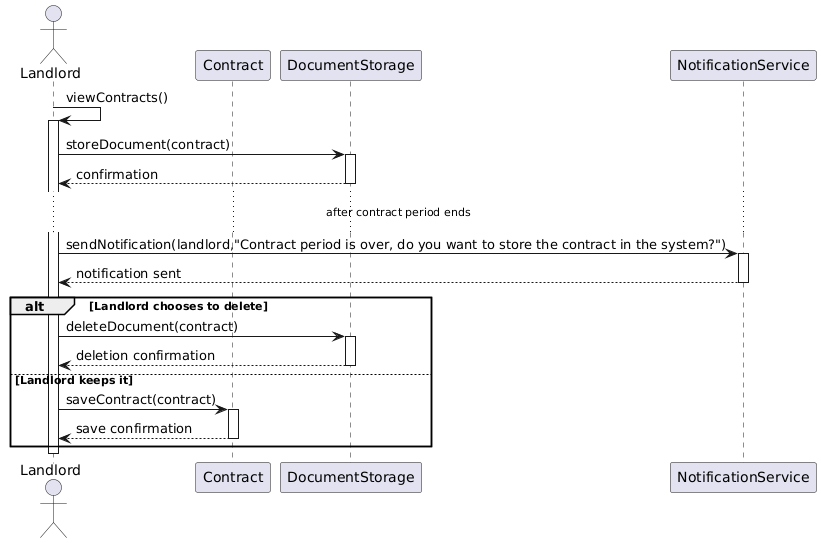 Landlord
Contract
DocumentStorage
NotificationService
viewContracts()
storeDocument(contract)
confirmation
after contract period ends
sendNotification(landlord,"Contract period is over, do you want to store the contract in the system?")
notification sent
alt
[Landlord chooses to delete]
deleteDocument(contract)
deletion confirmation
[Landlord keeps it]
saveContract(contract)
save confirmation
Landlord
Contract
DocumentStorage
NotificationService